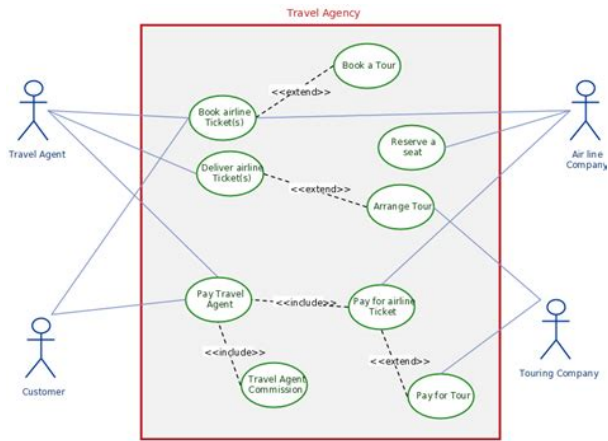 Travel Agency
Book a Tour
<<extend>>
Book airline
Ticket(s)
Travel Agent
Reserve a
seat
Air line
Company
Deliver airline
Ticket(s)
<<extend>>
Arrange Tour
Pay Travel
Agent
<<include>>
Pay for airline
Ticket
<<include>>
<<extend>>
Customer
Travel Agent
Commission
Pay for Tour
Touring Company